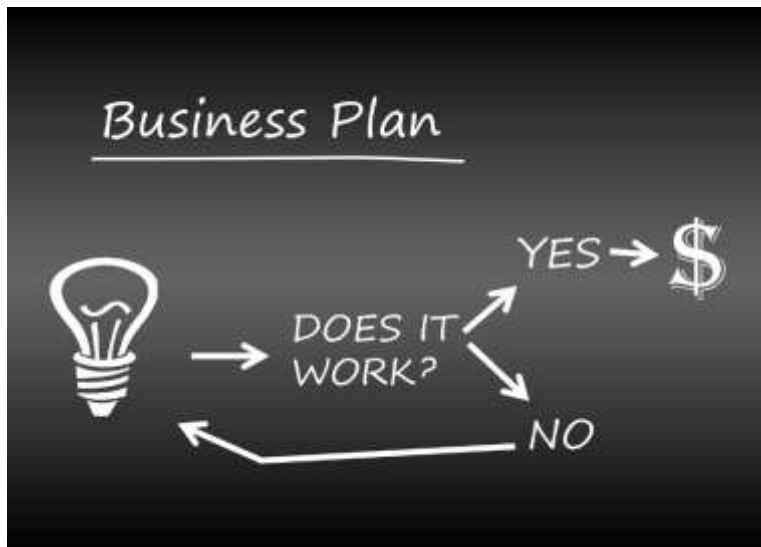 Business Plan
YES
$
DOES IT
WORK?
NO